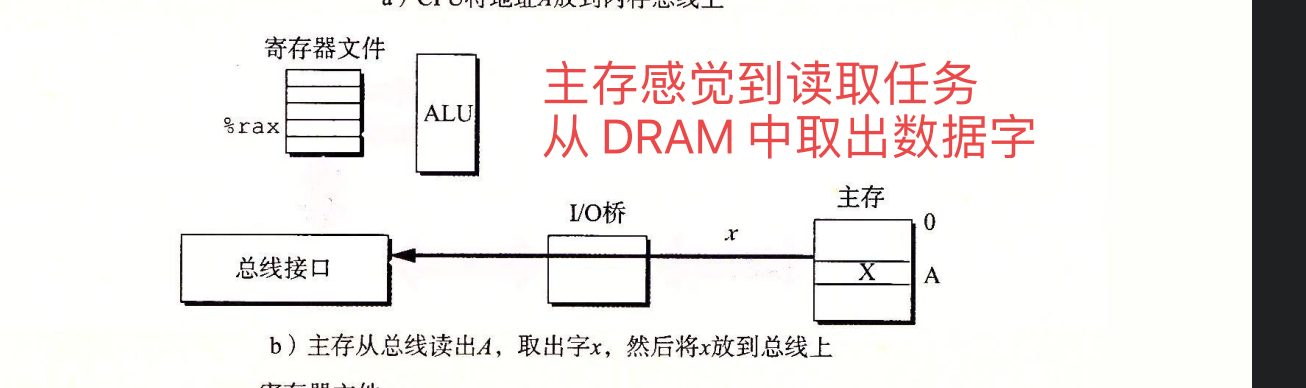 a）CPU将地址A放到内存总线上
寄存器文件
%rax
ALU
主存感觉到读取任务
从 DRAM 中取出数据字
主存
I/O桥
x
0
总线接口
X
A
b）主存从总线读出A，取出字x，然后将x放到总线上
寄存器文件